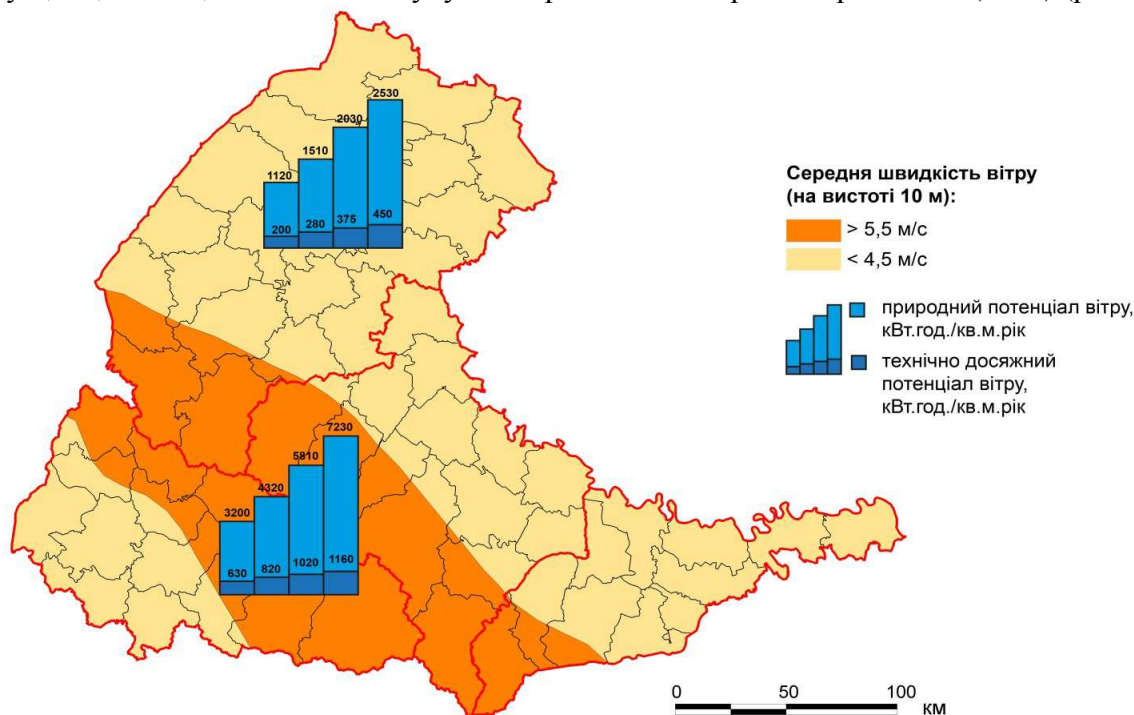 2530
2030
1510
1120
450
375
280
200
Середня швидкість вітру
(на вистоті 10 м):
> 5,5 м/с
< 4,5 м/с
природний потенціал вітру,
кВт.год./кв.м.рік
технічно досяжний
потенціал вітру,
кВт.год./кв.м.рік
7230
5810
4320
3200
1160
1020
820
630
0 50 100
км